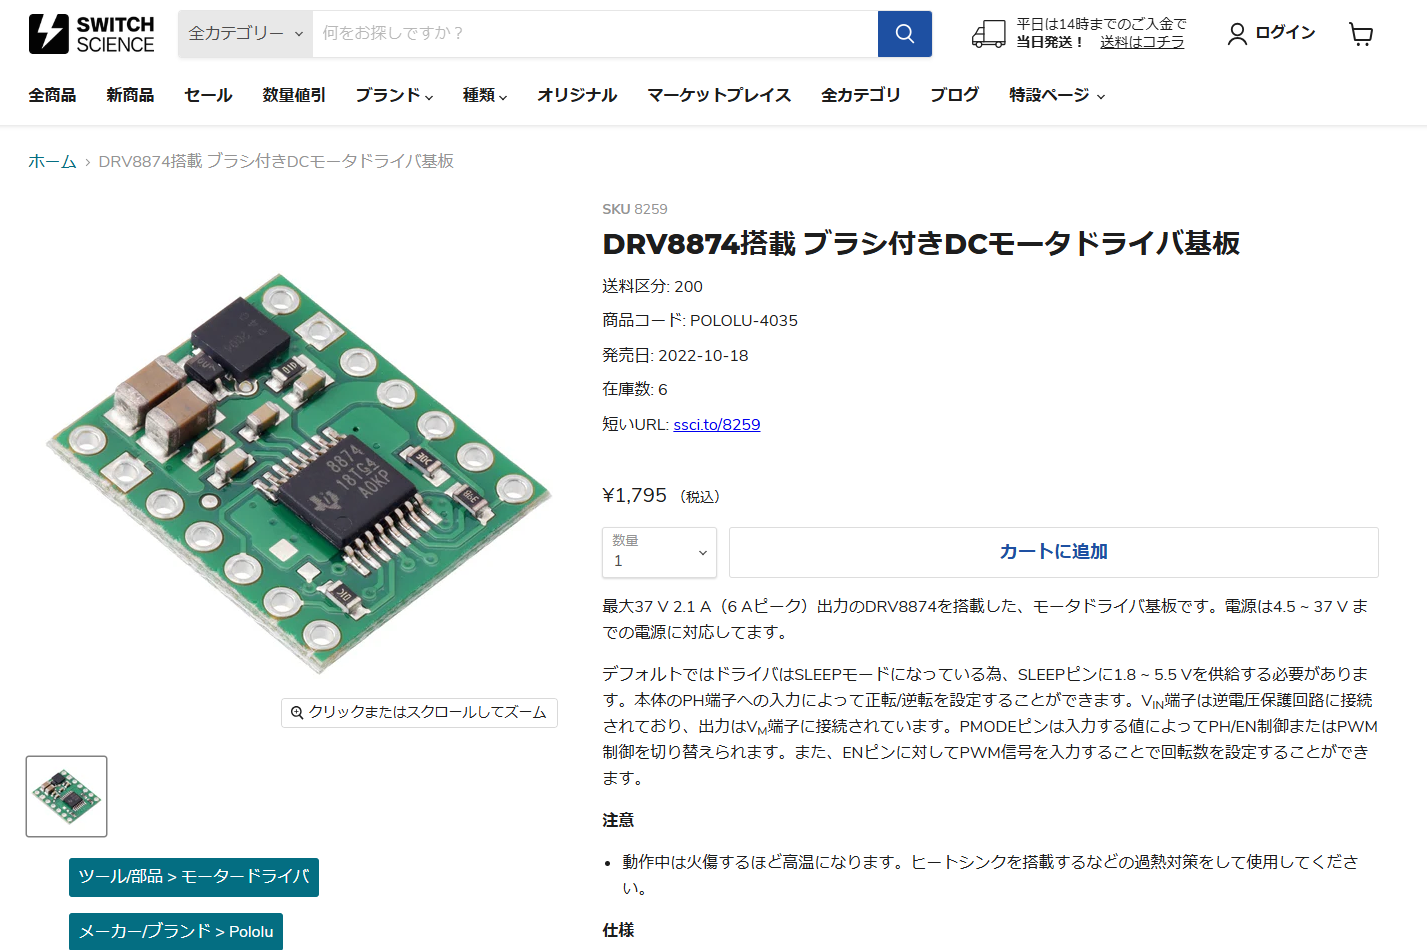 SWITCH
SCIENCE
全カテゴリー
何をお探しですか？
平日は14時までのご入金で
当日発送！ 送料はコチラ
ログイン
全商品 新商品 セール 数量値引 ブランド 種類 オリジナル マーケットプレイス 全カテゴリ ブログ 特設ページ
ホーム › DRV8874搭載 ブラシ付きDCモータドライバ基板
SKU 8259
DRV8874搭載 ブラシ付きDCモータドライバ基板
送料区分: 200
商品コード: POLOLU-4035
発売日: 2022-10-18
在庫数: 6
短いURL: ssci.to/8259
8874
18TG4
A0KP
¥1,795 （税込）
数量
1
カートに追加
最大37 V 2.1 A（6 Aピーク）出力のDRV8874を搭載した、モータドライバ基板です。電源は4.5 ~ 37 V ま
での電源に対応してます。
デフォルトではドライバはSLEEPモードになっている為、SLEEPピンに1.8 ~ 5.5 Vを供給する必要がありま
す。本体のPH端子への入力によって正転/逆転を設定することができます。VIN端子は逆電圧保護回路に接続
されており、出力はVM端子に接続されています。PMODEピンは入力する値によってPH/EN制御またはPWM
制御を切り替えられます。また、ENピンに対してPWM信号を入力することで回転数を設定することができ
ます。
クリックまたはスクロールしてズーム
注意
• 動作中は火傷するほど高温になります。ヒートシンクを搭載するなどの過熱対策をして使用してくださ
い。
仕様
ツール/部品 > モータードライバ
メーカー/ブランド > Pololu